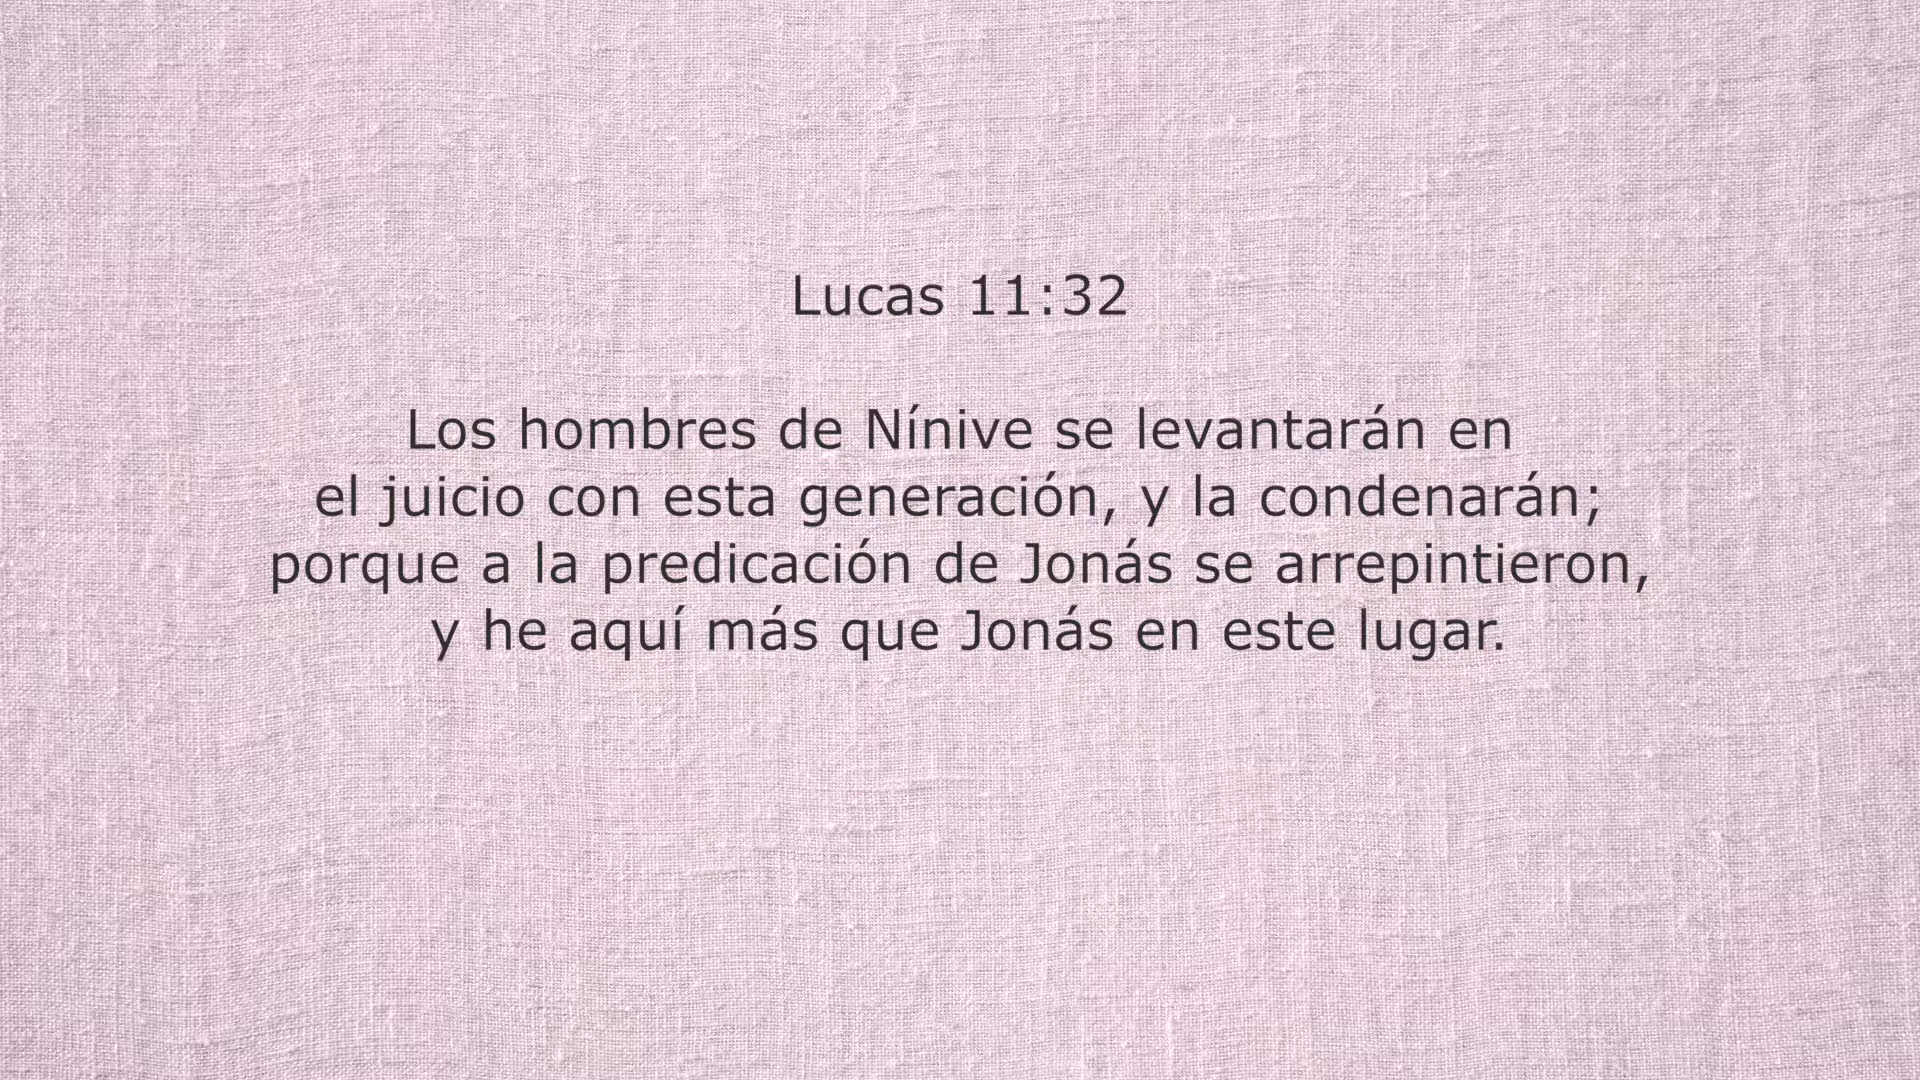 Lucas 11:32
Los hombres de Nínive se levantarán en
el juicio con esta generación, y la condenarán;
porque a la predicación de Jonás se arrepintieron,
y he aquí más que Jonás en este lugar.